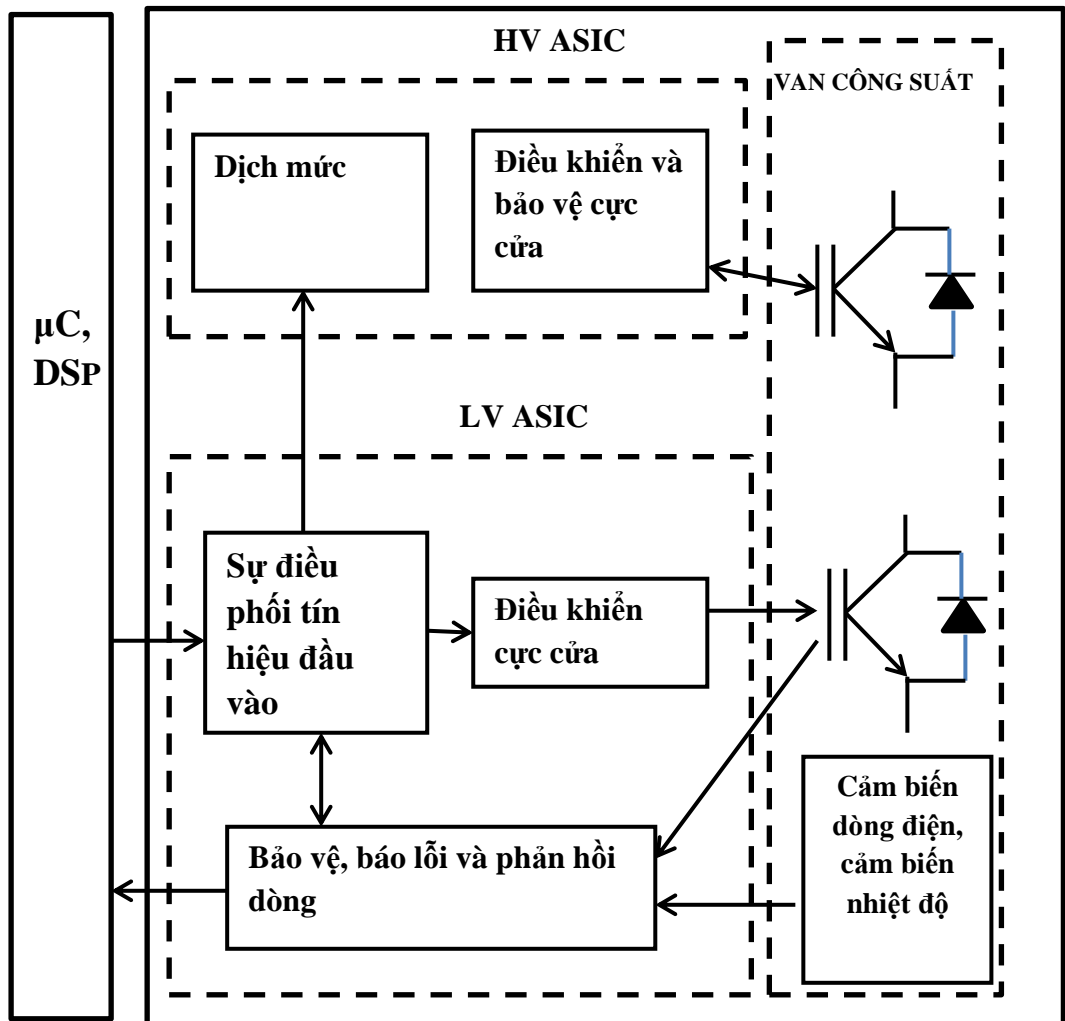 HV ASIC
VAN CÔNG SUẤT
Dịch mức
Điều khiển và
bảo vệ cực
cửa
µC,
DSP
LV ASIC
Sự điều
phối tín
hiệu đầu
vào
Điều khiển
cực cửa
Cảm biến
dòng điện,
cảm biến
nhiệt độ
Bảo vệ, báo lỗi và phản hồi
dòng